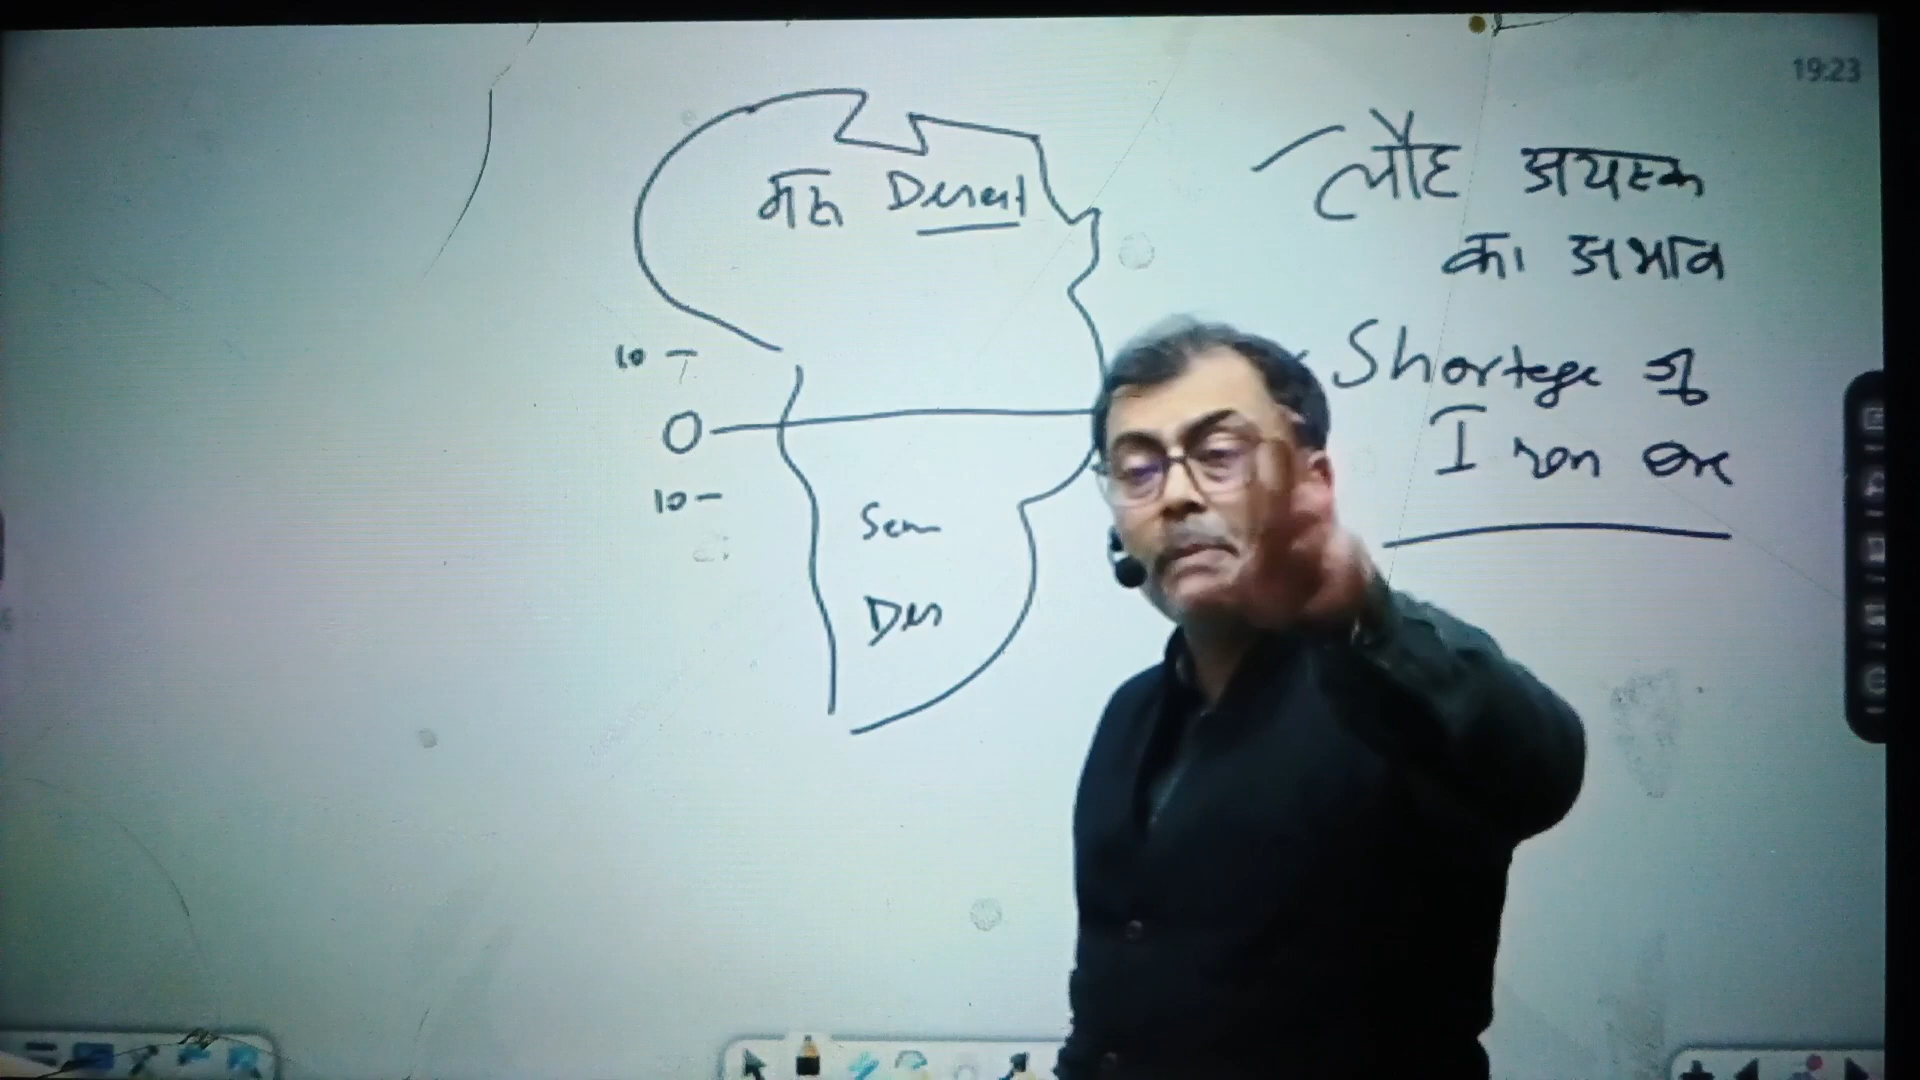 19:23
मरु Desert
लौह अयस्क
का अभाव
10
Shortage of
0
Iron ore
10
Sem
Des